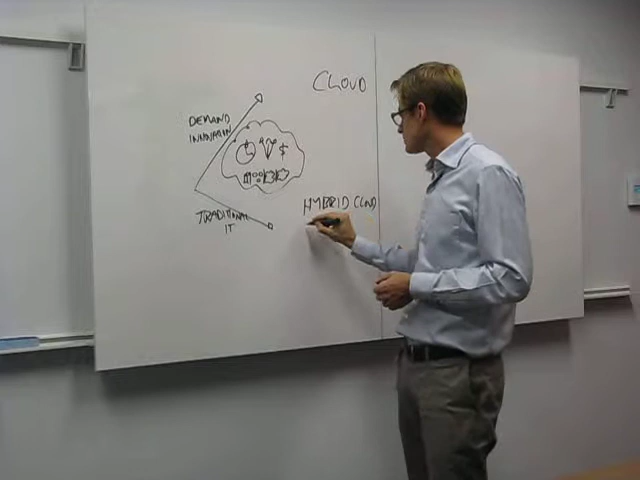 CLOUD
DEMAND
INNOVATION
$
HYBRID CLOUD
TRADITIONAL
IT